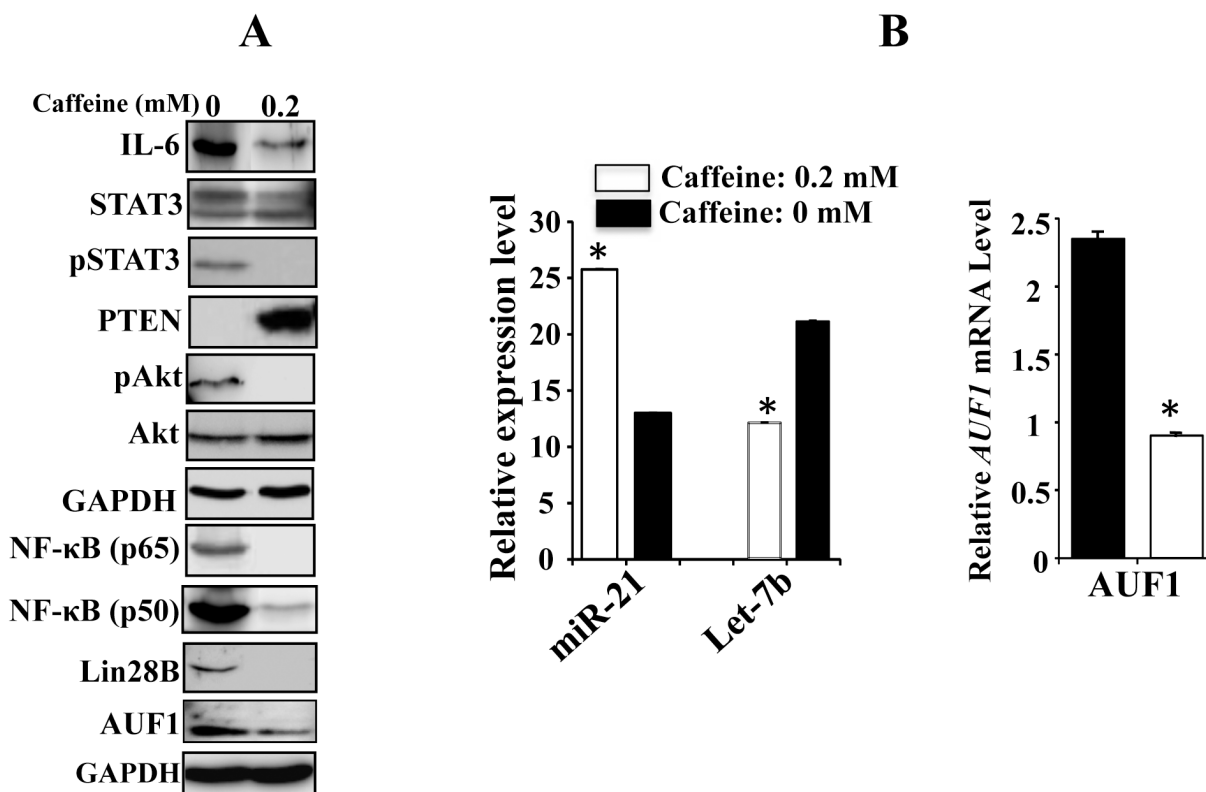 A
Caffeine (mM) 0 0.2
IL-6
STAT3
pSTAT3
PTEN
pAkt
Akt
GAPDH
NF-κB (p65)
NF-κB (p50)
Lin28B
AUF1
GAPDH
B
Caffeine: 0.2 mM
Caffeine: 0 mM
Relative expression level
30
25
20
15
10
5
0
*
*
miR-21
Let-7b
Relative AUF1 mRNA Level
2.5
2
1.5
1
0.5
0
*
AUF1